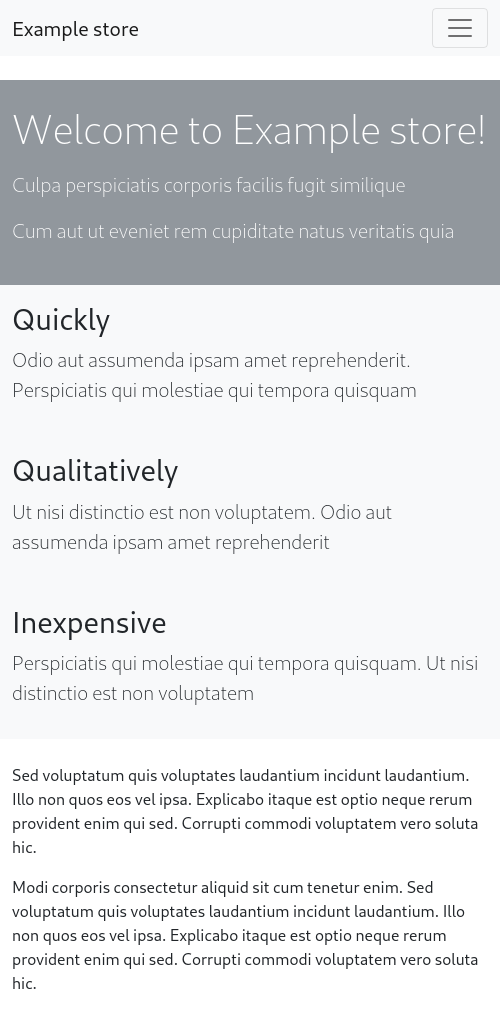 Example store
Welcome to Example store!
Culpa perspiciatis corporis facilis fugit similique
Cum aut ut eveniet rem cupiditate natus veritatis quia
Quickly
Odio aut assumenda ipsam amet reprehenderit.
Perspiciatis qui molestiae qui tempora quisquam
Qualitatively
Ut nisi distinctio est non voluptatem. Odio aut
assumenda ipsam amet reprehenderit
Inexpensive
Perspiciatis qui molestiae qui tempora quisquam. Ut nisi
distinctio est non voluptatem
Sed voluptatum quis voluptates laudantium incidunt laudantium.
Illo non quos eos vel ipsa. Explicabo itaque est optio neque rerum
provident enim qui sed. Corrupti commodi voluptatem vero soluta
hic.
Modi corporis consectetur aliquid sit cum tenetur enim. Sed
voluptatum quis voluptates laudantium incidunt laudantium. Illo
non quos eos vel ipsa. Explicabo itaque est optio neque rerum
provident enim qui sed. Corrupti commodi voluptatem vero soluta
hic.